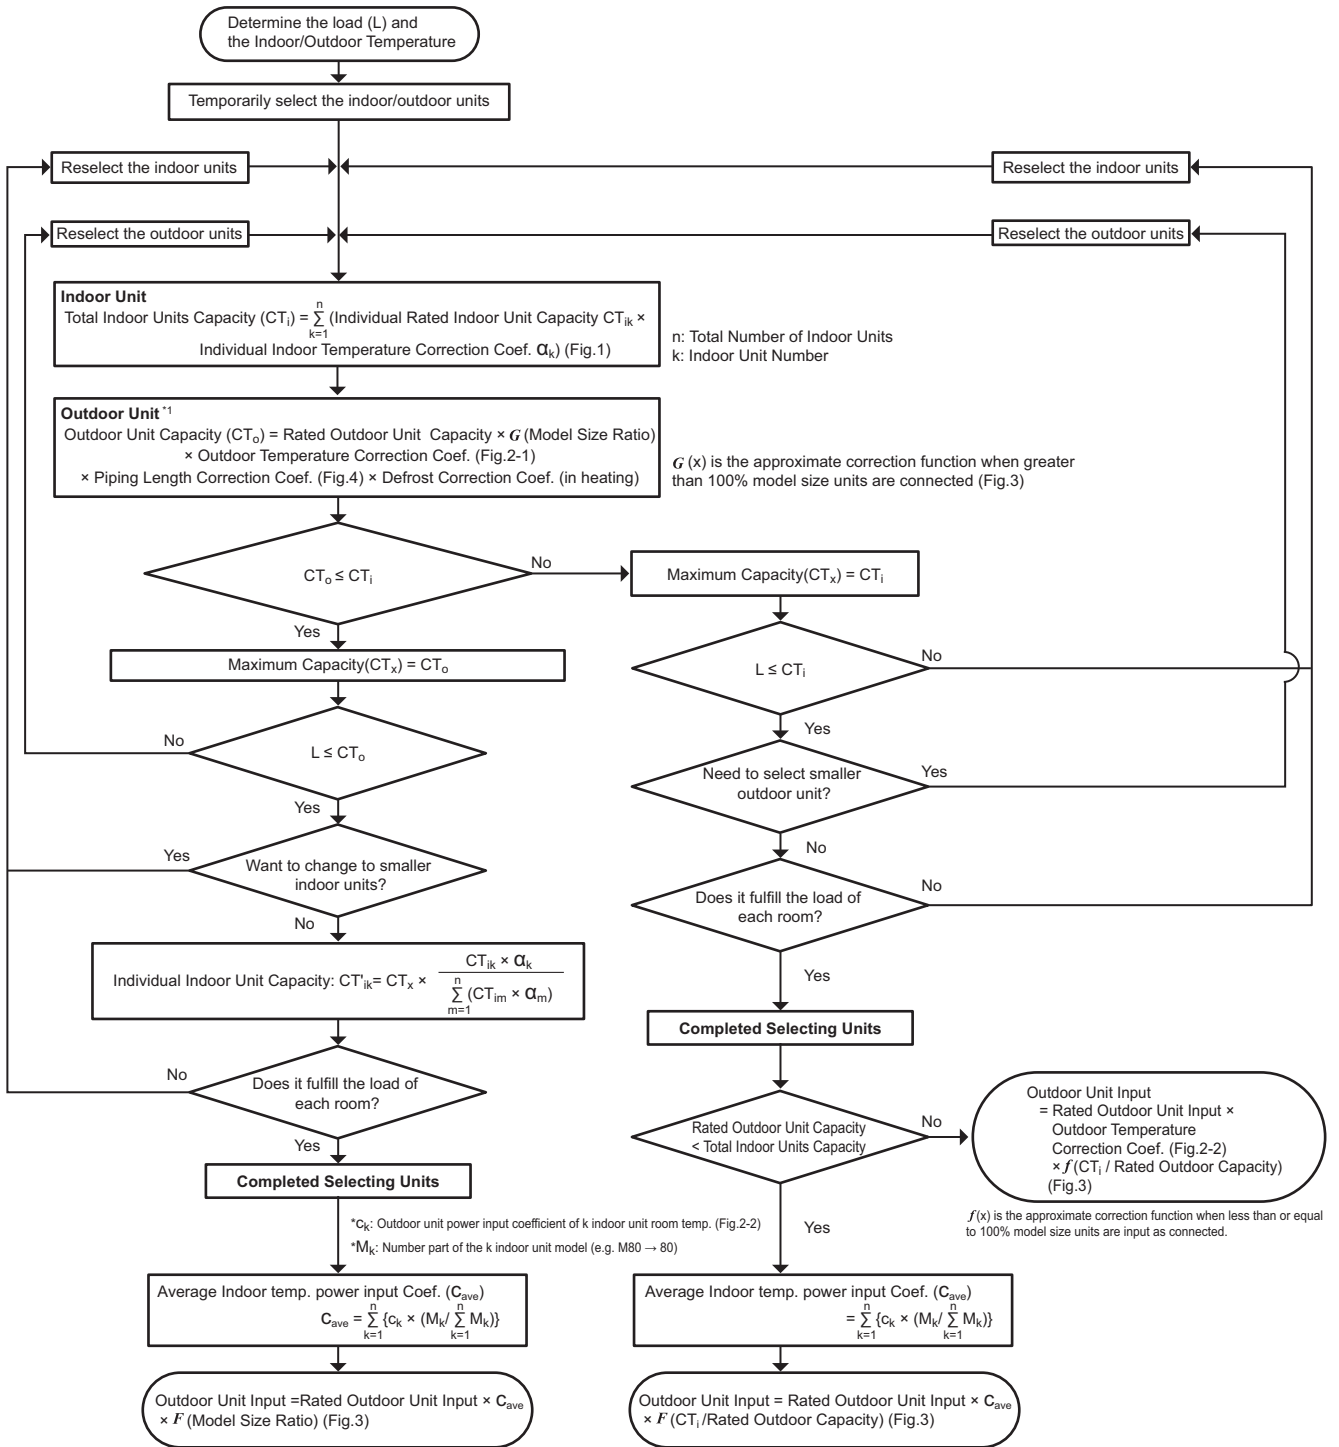 Determine the load (L) and
the Indoor/Outdoor Temperature
Temporarily select the indoor/outdoor units
Reselect the indoor units
Reselect the indoor units
Reselect the outdoor units
Reselect the outdoor units
Indoor Unit
Total Indoor Units Capacity (CTi) = n∑k=1 (Individual Rated Indoor Unit Capacity CTik ×
Individual Indoor Temperature Correction Coef. αk) (Fig.1)
n: Total Number of Indoor Units
k: Indoor Unit Number
Outdoor Unit *1
Outdoor Unit Capacity (CTo) = Rated Outdoor Unit Capacity × G (Model Size Ratio)
× Outdoor Temperature Correction Coef. (Fig.2-1)
× Piping Length Correction Coef. (Fig.4) × Defrost Correction Coef. (in heating)
G (x) is the approximate correction function when greater
than 100% model size units are connected (Fig.3)
CTo ≤ CTi
No
Maximum Capacity(CTx) = CTi
Yes
Maximum Capacity(CTx) = CTo
L ≤ CTi
No
Yes
L ≤ CTo
No
Yes
Need to select smaller
outdoor unit?
Yes
No
Want to change to smaller
indoor units?
Yes
No
Does it fulfill the load of
each room?
No
Yes
Individual Indoor Unit Capacity: CT'ik= CTx × CTik × αk
n∑m=1 (CTim × αm)
Completed Selecting Units
Does it fulfill the load of
each room?
No
Yes
Rated Outdoor Unit Capacity
< Total Indoor Units Capacity
No
Yes
Outdoor Unit Input
= Rated Outdoor Unit Input ×
Outdoor Temperature
Correction Coef. (Fig.2-2)
× f (CTi / Rated Outdoor Capacity)
(Fig.3)
f (x) is the approximate correction function when less than or equal
to 100% model size units are input as connected.
Completed Selecting Units
*ck: Outdoor unit power input coefficient of k indoor unit room temp. (Fig.2-2)
*Mk: Number part of the k indoor unit model (e.g. M80 → 80)
Average Indoor temp. power input Coef. (Cave)
Cave = n∑k=1 {ck × (Mk/ n∑k=1 Mk)}
Average Indoor temp. power input Coef. (Cave)
= n∑k=1 {ck × (Mk/ n∑k=1 Mk)}
Outdoor Unit Input =Rated Outdoor Unit Input × Cave
× F (Model Size Ratio) (Fig.3)
Outdoor Unit Input = Rated Outdoor Unit Input × Cave
× F (CTi /Rated Outdoor Capacity) (Fig.3)